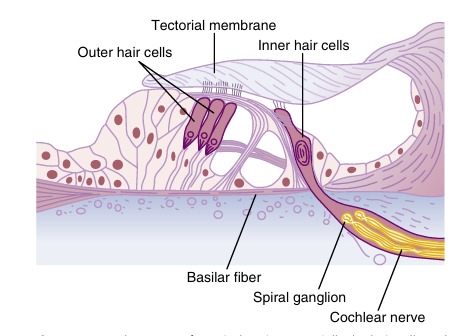 Tectorial membrane
Outer hair cells
Inner hair cells
Basilar fiber
Spiral ganglion
Cochlear nerve